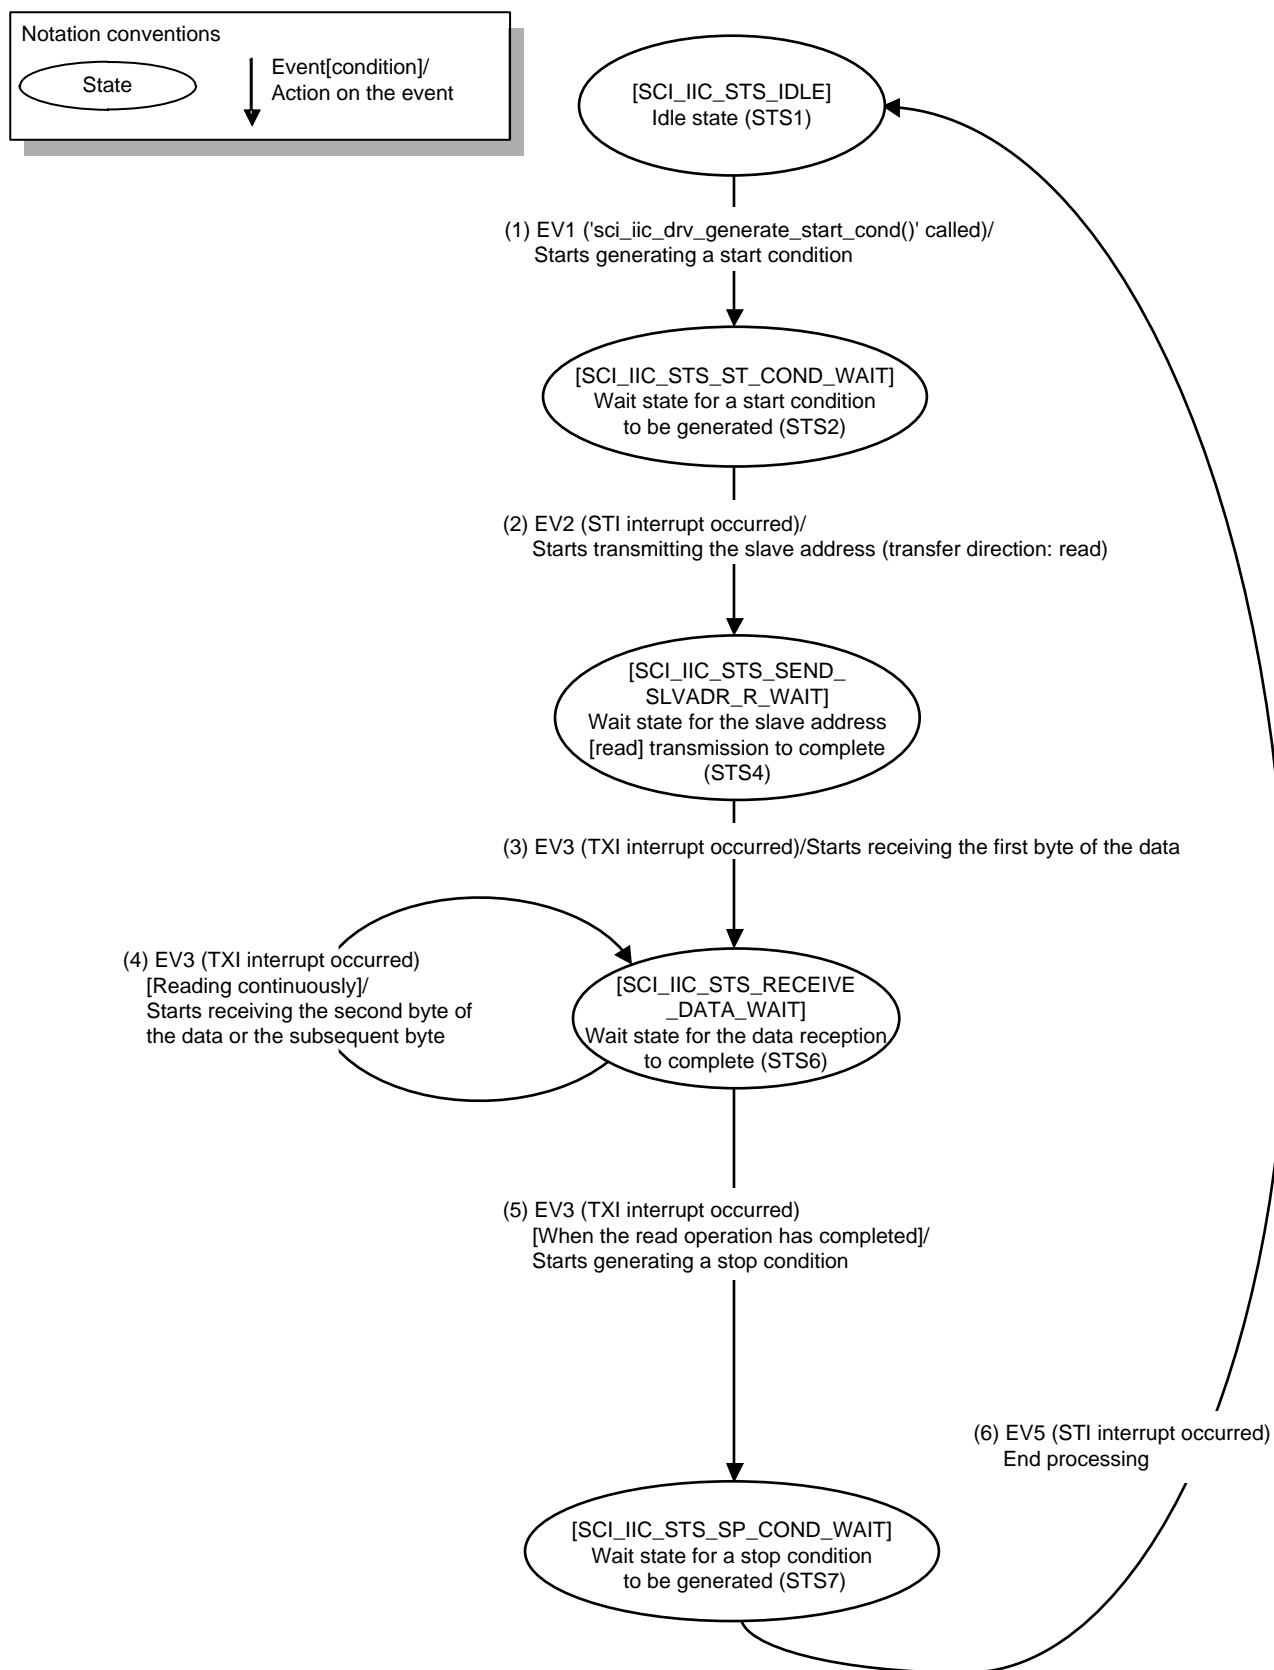 Notation conventions
State
Event[condition]/
Action on the event
[SCI_IIC_STS_IDLE]
Idle state (STS1)
(1) EV1 ('sci_iic_drv_generate_start_cond()' called)/
Starts generating a start condition
[SCI_IIC_STS_ST_COND_WAIT]
Wait state for a start condition
to be generated (STS2)
(2) EV2 (STI interrupt occurred)/
Starts transmitting the slave address (transfer direction: read)
[SCI_IIC_STS_SEND_
SLVADR_R_WAIT]
Wait state for the slave address
[read] transmission to complete
(STS4)
(3) EV3 (TXI interrupt occurred)/Starts receiving the first byte of the data
(4) EV3 (TXI interrupt occurred)
[Reading continuously]/
Starts receiving the second byte of
the data or the subsequent byte
[SCI_IIC_STS_RECEIVE
_DATA_WAIT]
Wait state for the data reception
to complete (STS6)
(5) EV3 (TXI interrupt occurred)
[When the read operation has completed]/
Starts generating a stop condition
(6) EV5 (STI interrupt occurred)
End processing
[SCI_IIC_STS_SP_COND_WAIT]
Wait state for a stop condition
to be generated (STS7)